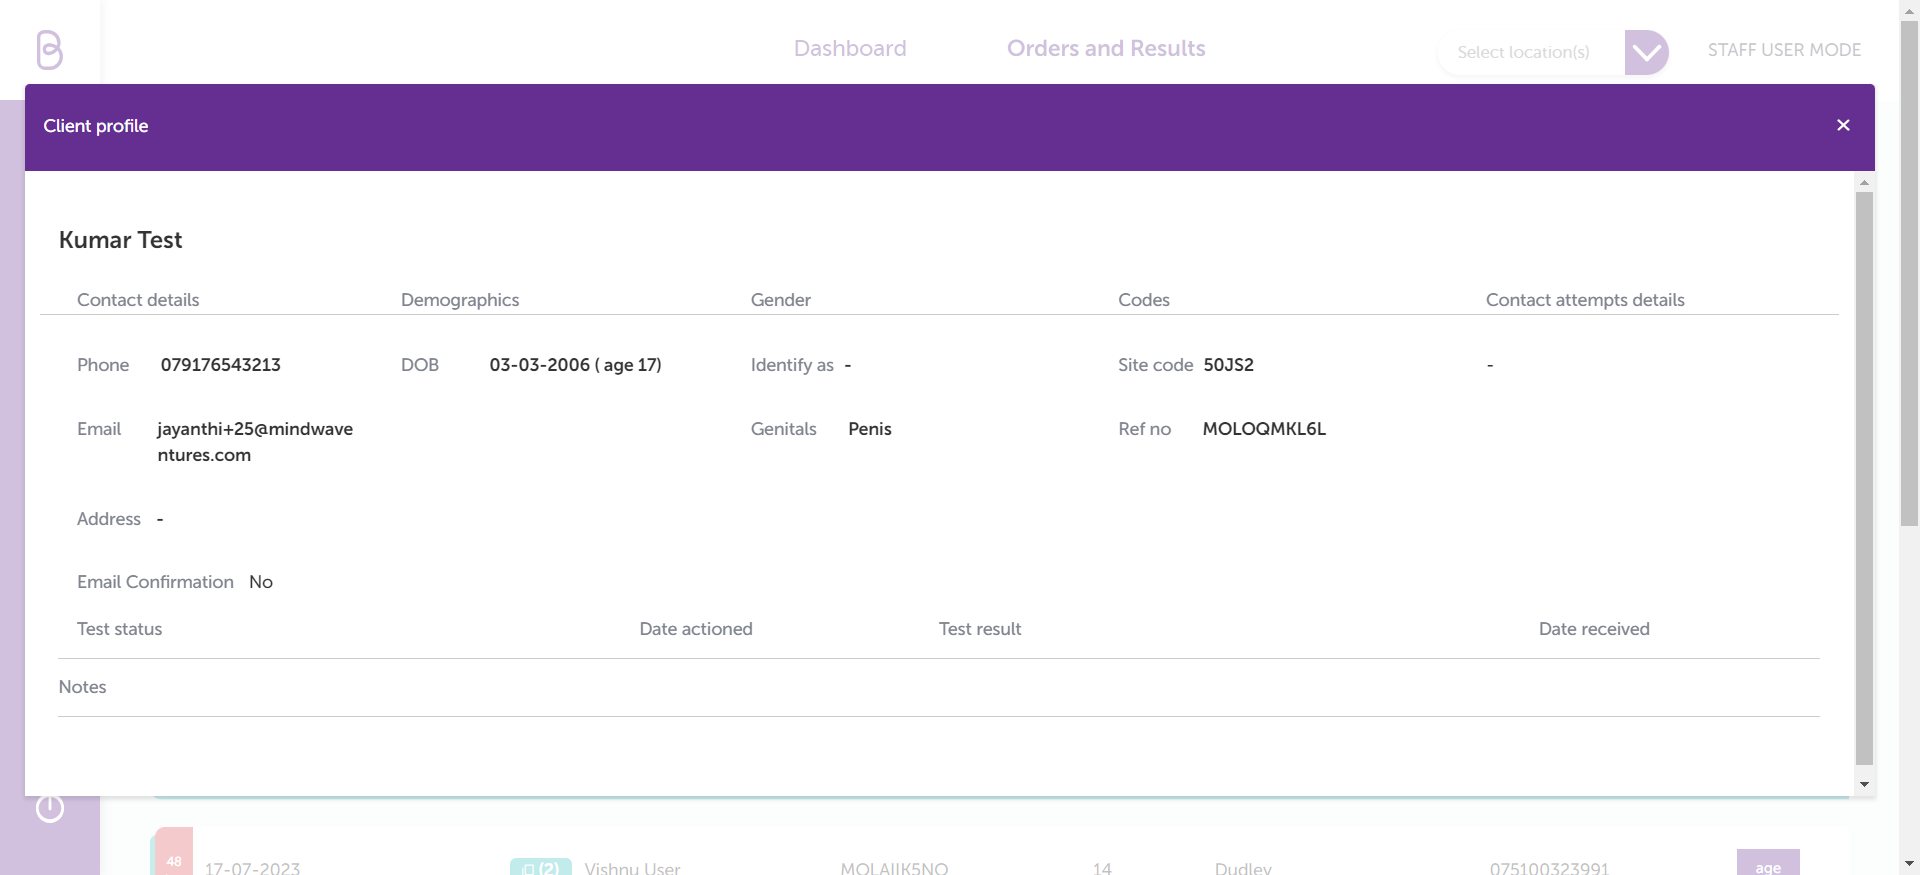 Dashboard
Orders and Results
Select location(s)
STAFF USER MODE
Client profile
Kumar Test
Contact details Demographics Gender Codes Contact attempts details
Phone 079176543213 DOB 03-03-2006 ( age 17) Identify as - Site code 50JS2 -
Email jayanthi+25@mindwave Genitals Penis Ref no MOLOQMKL6L
ntures.com
Address -
Email Confirmation No
Test status Date actioned Test result Date received
Notes
48 17-07-2023 (2) Vishnu User MOLAIIK5NO 14 Dudley 075100323991 age